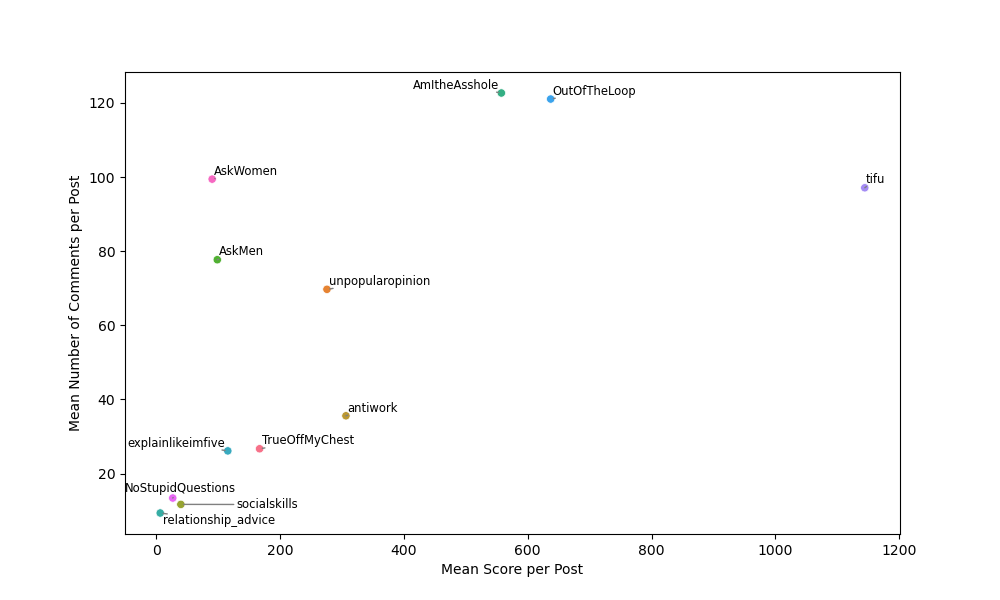 AmItheAsshole
OutOfTheLoop
AskWomen
tifu
AskMen
unpopularopinion
antiwork
explainlikeimfive
TrueOffMyChest
NoStupidQuestions
socialskills
relationship_advice
120
100
80
60
40
20
Mean Number of Comments per Post
0 200 400 600 800 1000 1200
Mean Score per Post